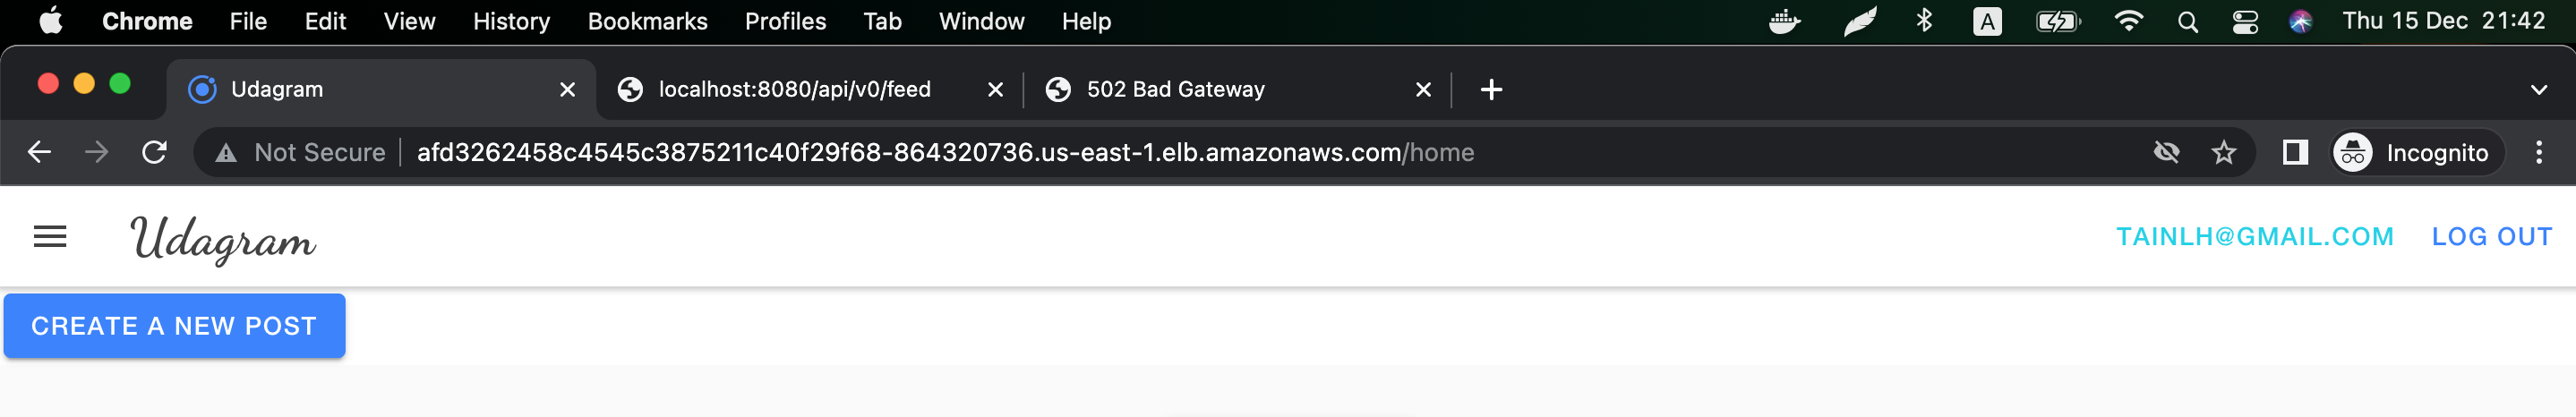 Chrome File Edit View History Bookmarks Profiles Tab Window Help A Thu 15 Dec 21:42
Udagram localhost:8080/api/v0/feed 502 Bad Gateway
Not Secure afd3262458c4545c3875211c40f29f68-864320736.us-east-1.elb.amazonaws.com/home Incognito
Udagram TAINLH@GMAIL.COM LOG OUT
CREATE A NEW POST